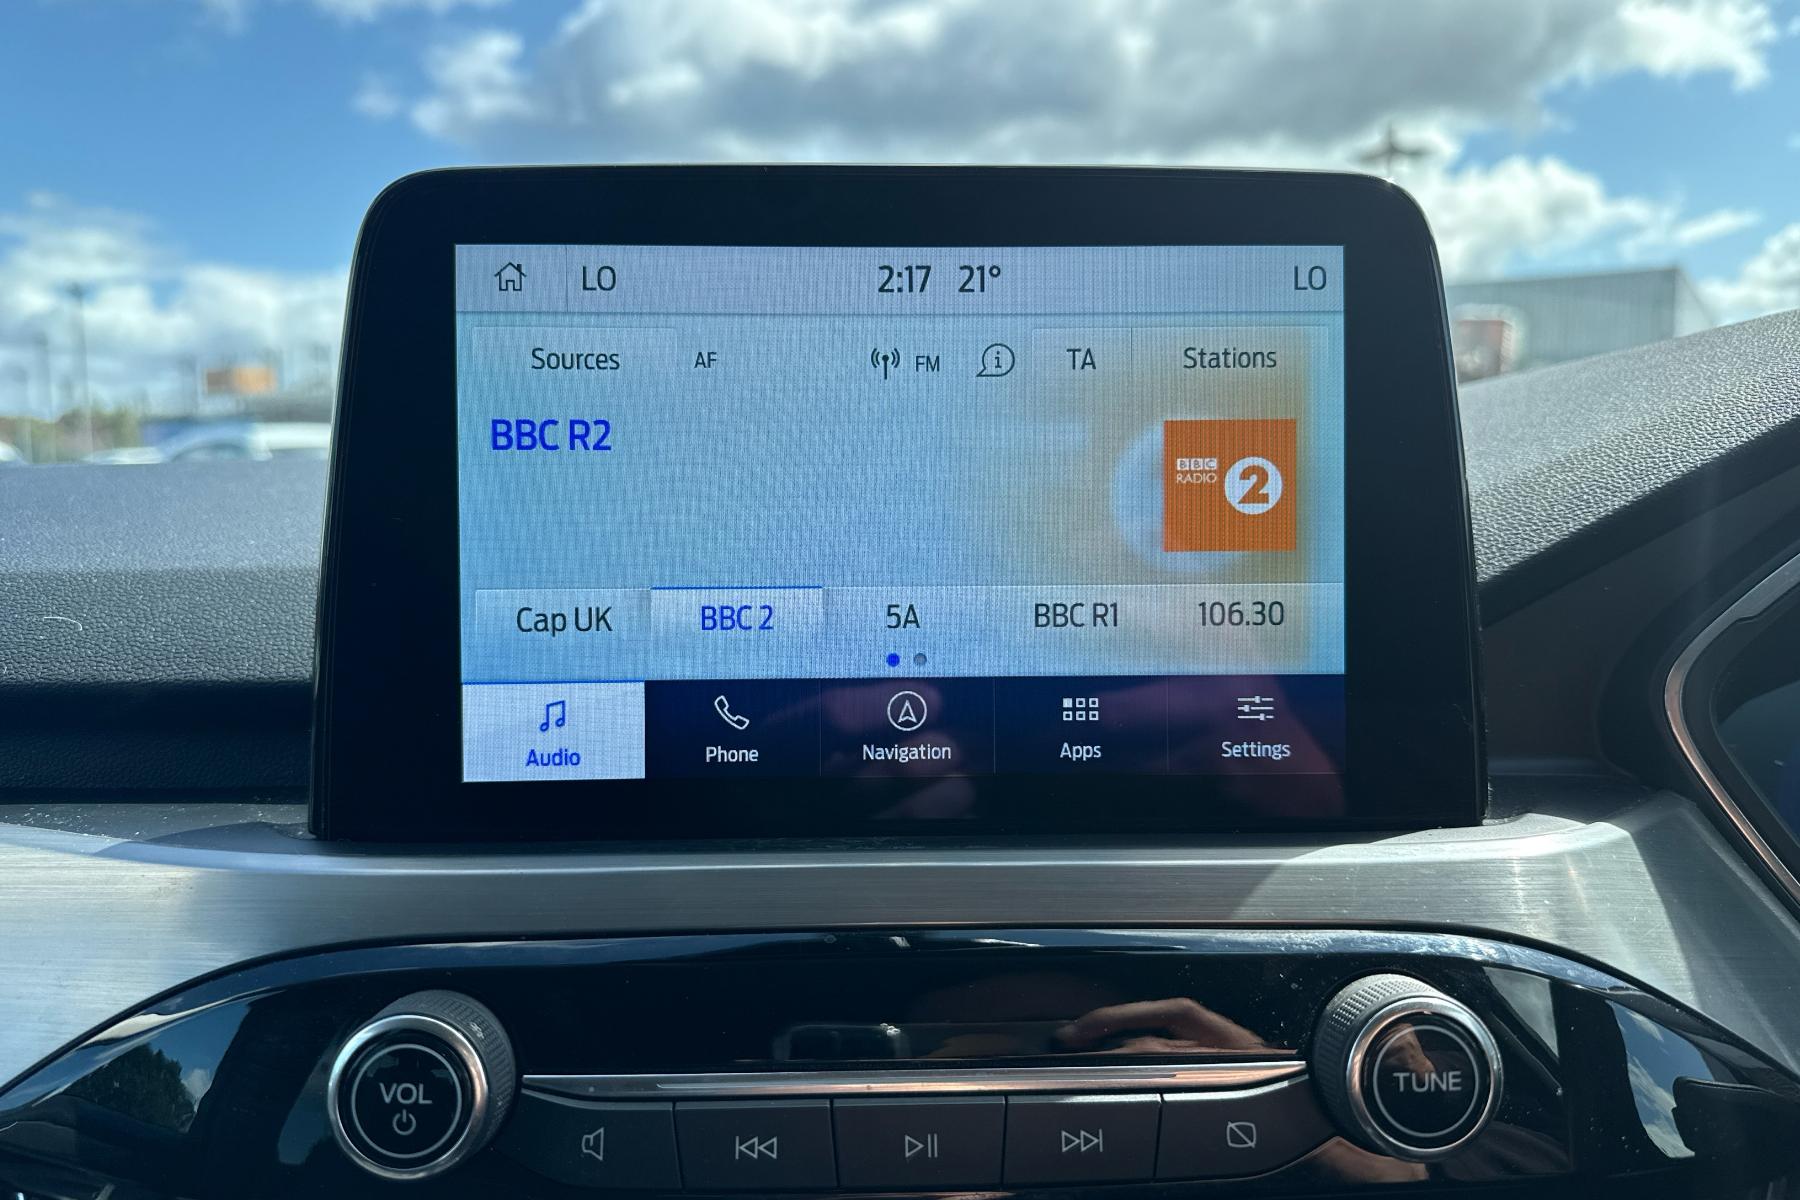 LO 2:17 21° LO
Sources AF FM i TA Stations
BBC R2
BBC
RADIO 2
Cap UK BBC 2 5A BBC R1 106.30
Audio Phone Navigation Apps Settings
VOL TUNE